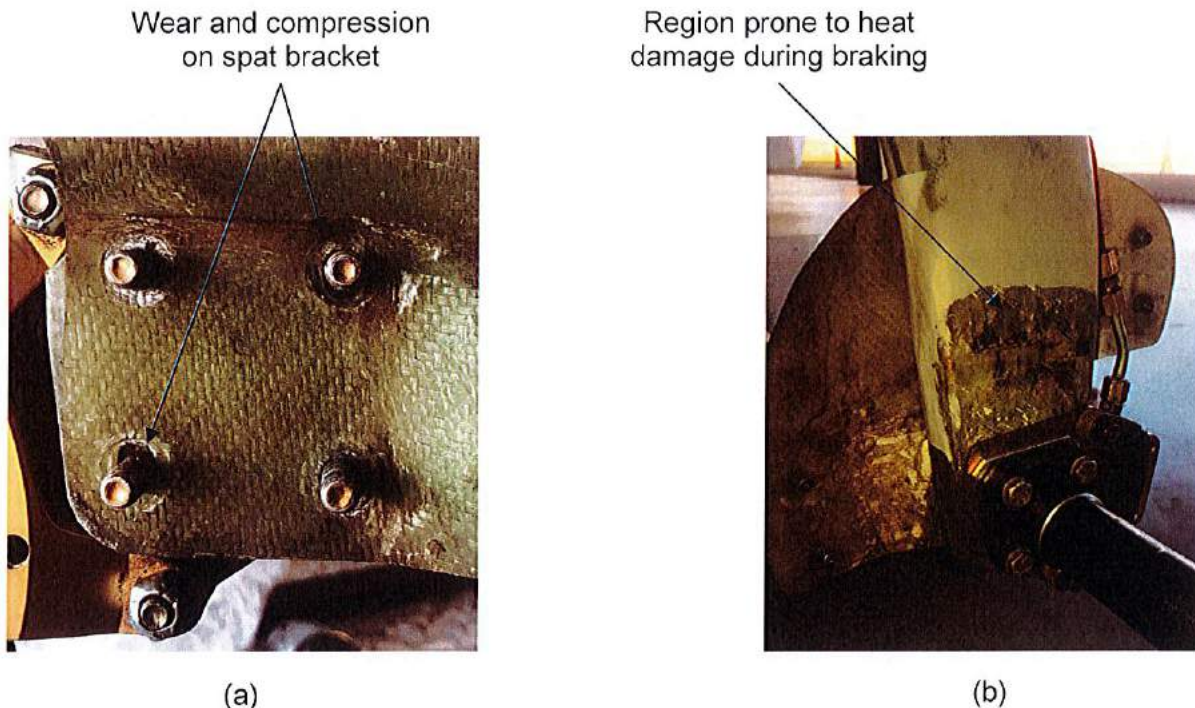 Wear and compression
on spat bracket
Region prone to heat
damage during braking
(a)
(b)